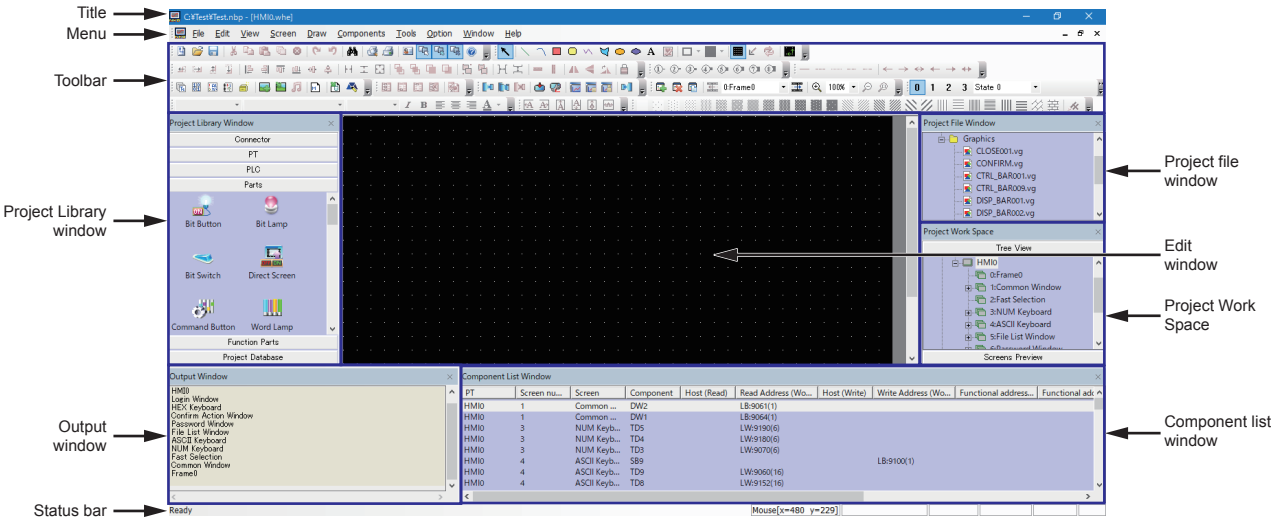 Title
C:¥Test¥Test.nbp - [HMI0.whe]
Menu
File Edit View Screen Draw Components Tools Option Window Help
Toolbar
0:Frame0 100% 0 1 2 3 State 0
Project Library Window
Connector
PT
PLC
Parts
Bit Button Bit Lamp
Bit Switch Direct Screen
Command Button Word Lamp
Function Parts
Project Database
Project Library
window
Project File Window
Graphics
CLOSE001.vg
CONFIRM.vg
CTRL_BAR001.vg
CTRL_BAR009.vg
DISP_BAR001.vg
DISP_BAR002.vg
Project file
window
Project Work Space
Tree View
HMI0
0:Frame0
1:Common Window
2:Fast Selection
3:NUM Keyboard
4:ASCII Keyboard
5:File List Window
6:Password Window
Screens Preview
Edit
window
Project Work
Space
Output Window
HMI0
Login Window
HEX Keyboard
Confirm Action Window
Password Window
File List Window
ASCII Keyboard
NUM Keyboard
Fast Selection
Common Window
Frame0
Output
window
Component List Window
PT Screen nu... Screen Component Host (Read) Read Address (Wo... Host (Write) Write Address (Wo... Functional address... Functional adc
HMI0 1 Common ... DW2 LB:9061(1)
HMI0 1 Common ... DW1 LB:9064(1)
HMI0 3 NUM Keyb... TD5 LW:9190(6)
HMI0 3 NUM Keyb... TD4 LW:9180(6)
HMI0 3 NUM Keyb... TD3 LW:9070(6)
HMI0 4 ASCII Keyb... SB9 LB:9100(1)
HMI0 4 ASCII Keyb... TD9 LW:9060(16)
HMI0 4 ASCII Keyb... TD8 LW:9152(16)
Component list
window
Status bar
Ready
Mouse[x=480 y=229]